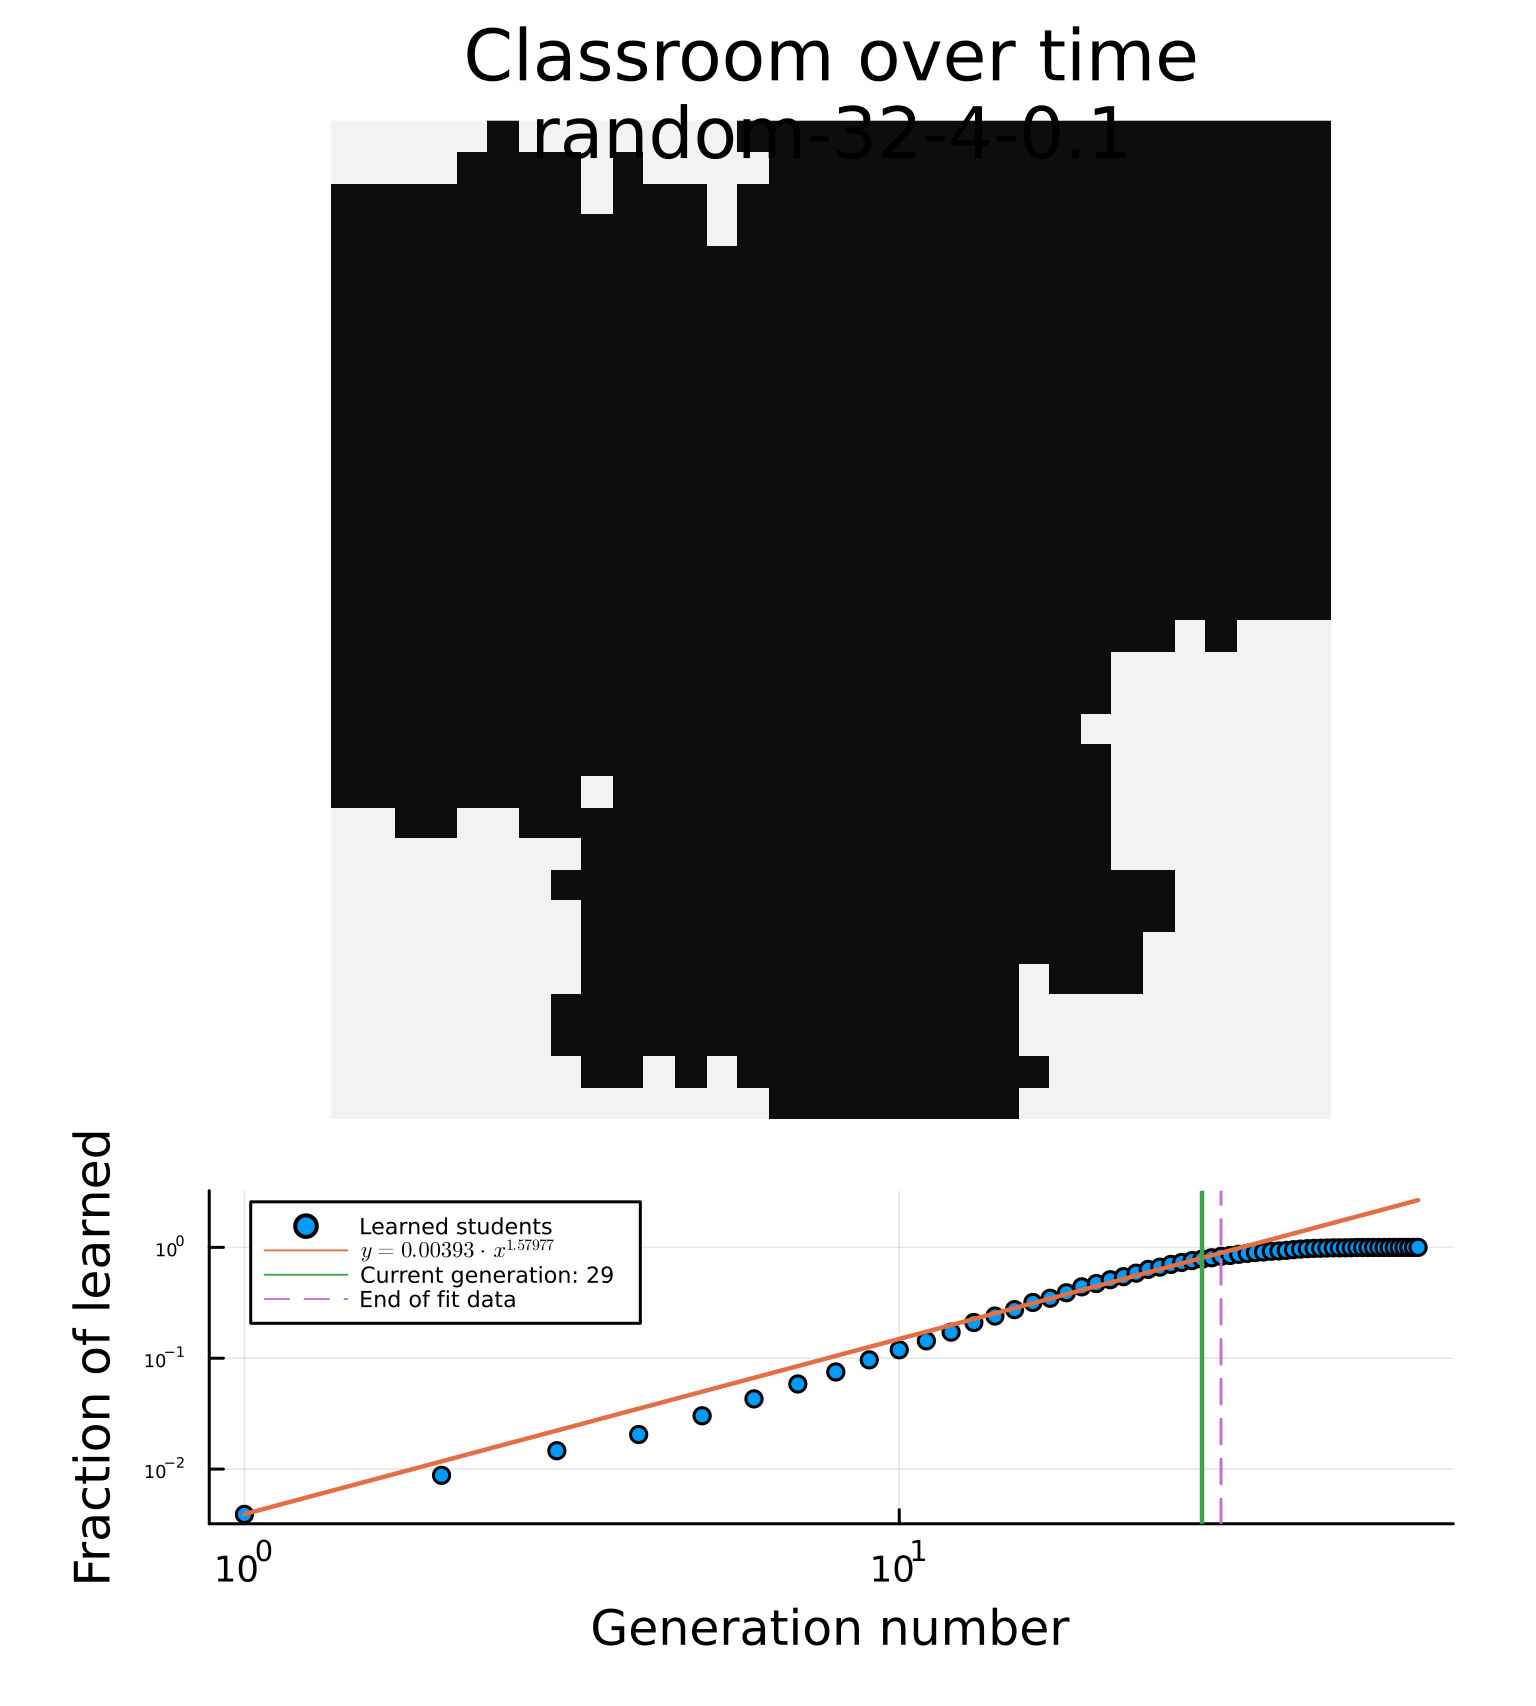 Classroom over time
random-32-4-0.1
Fraction of learned
10⁰
10⁻¹
10⁻²
Learned students
y = 0.00393 · x^1.57977
Current generation: 29
End of fit data
10⁰
10¹
Generation number